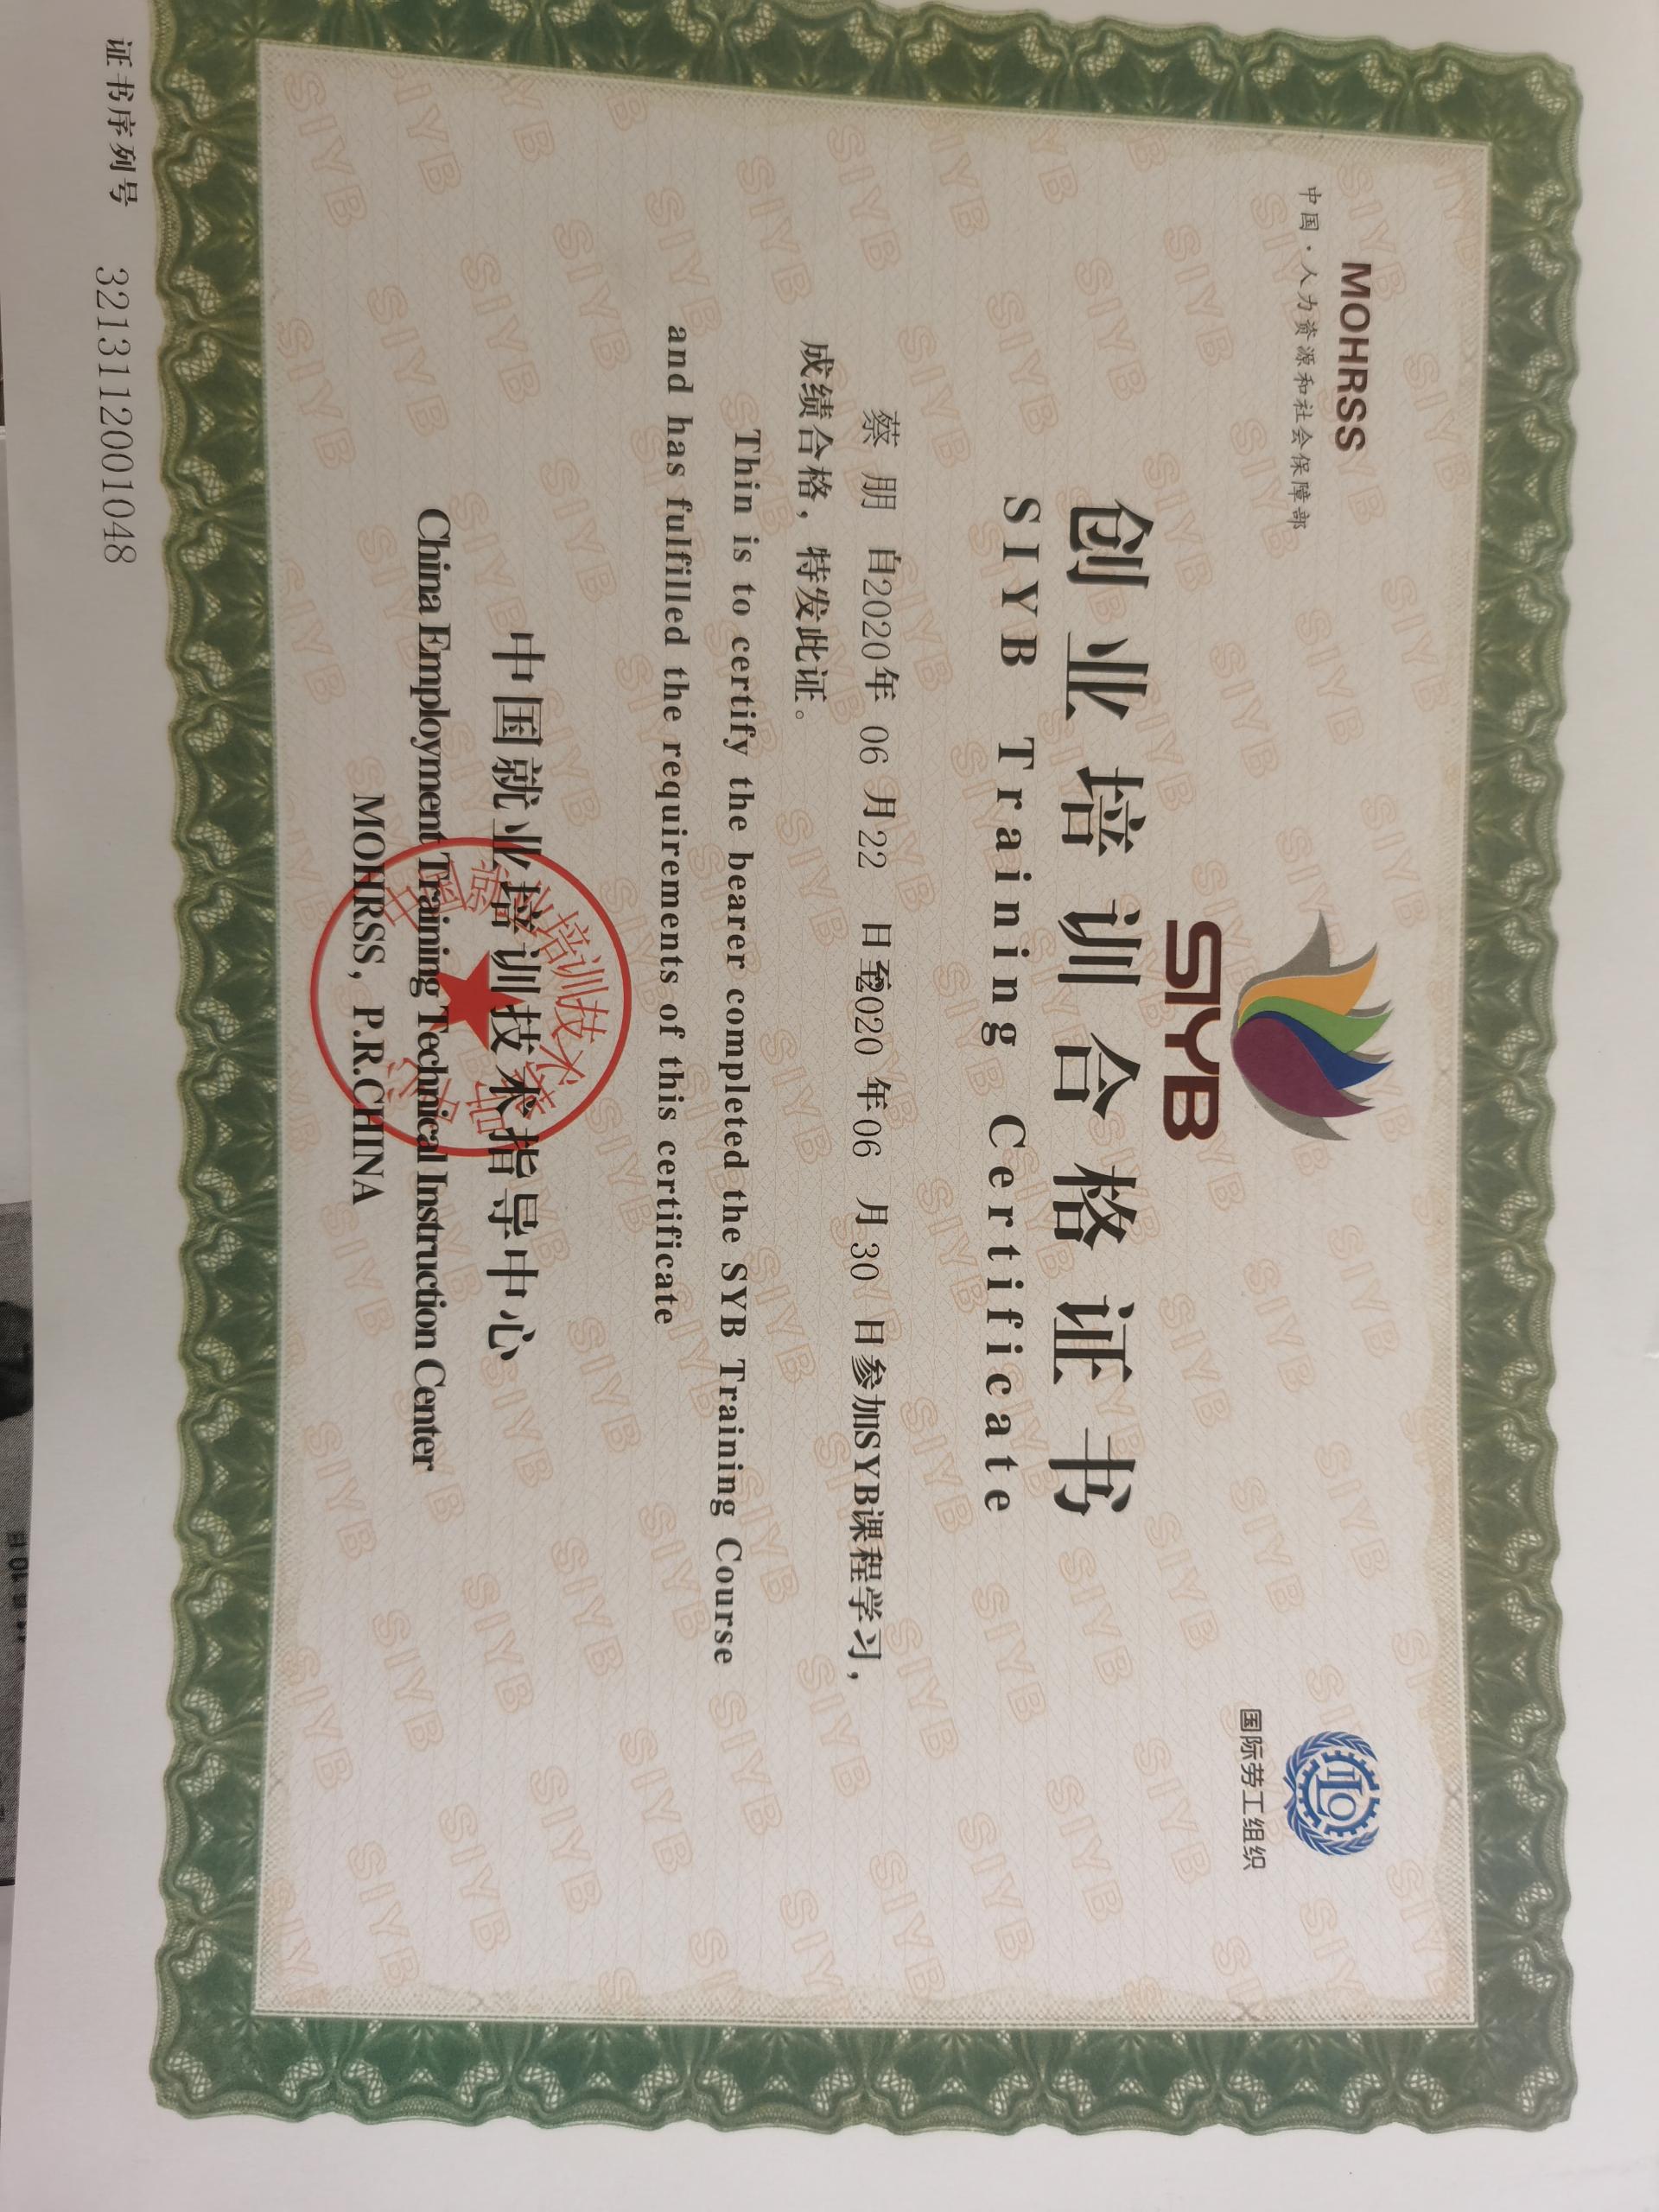 MOHRSS
中国·人力资源和社会保障部
SIYB
ILO
国际劳工组织
创业培训合格证书
SIYB Training Certificate
蔡朋 自2020年 06 月22 日至2020 年06 月30 日参加SYB课程学习，
成绩合格，特发此证。
Thin is to certify the bearer completed the SYB Training Course
and has fulfilled the requirements of this certificate
中国就业培训技术指导中心
China Employment Training Technical Instruction Center
MOHRSS, P.R.CHINA
证书序列号 3213112001048